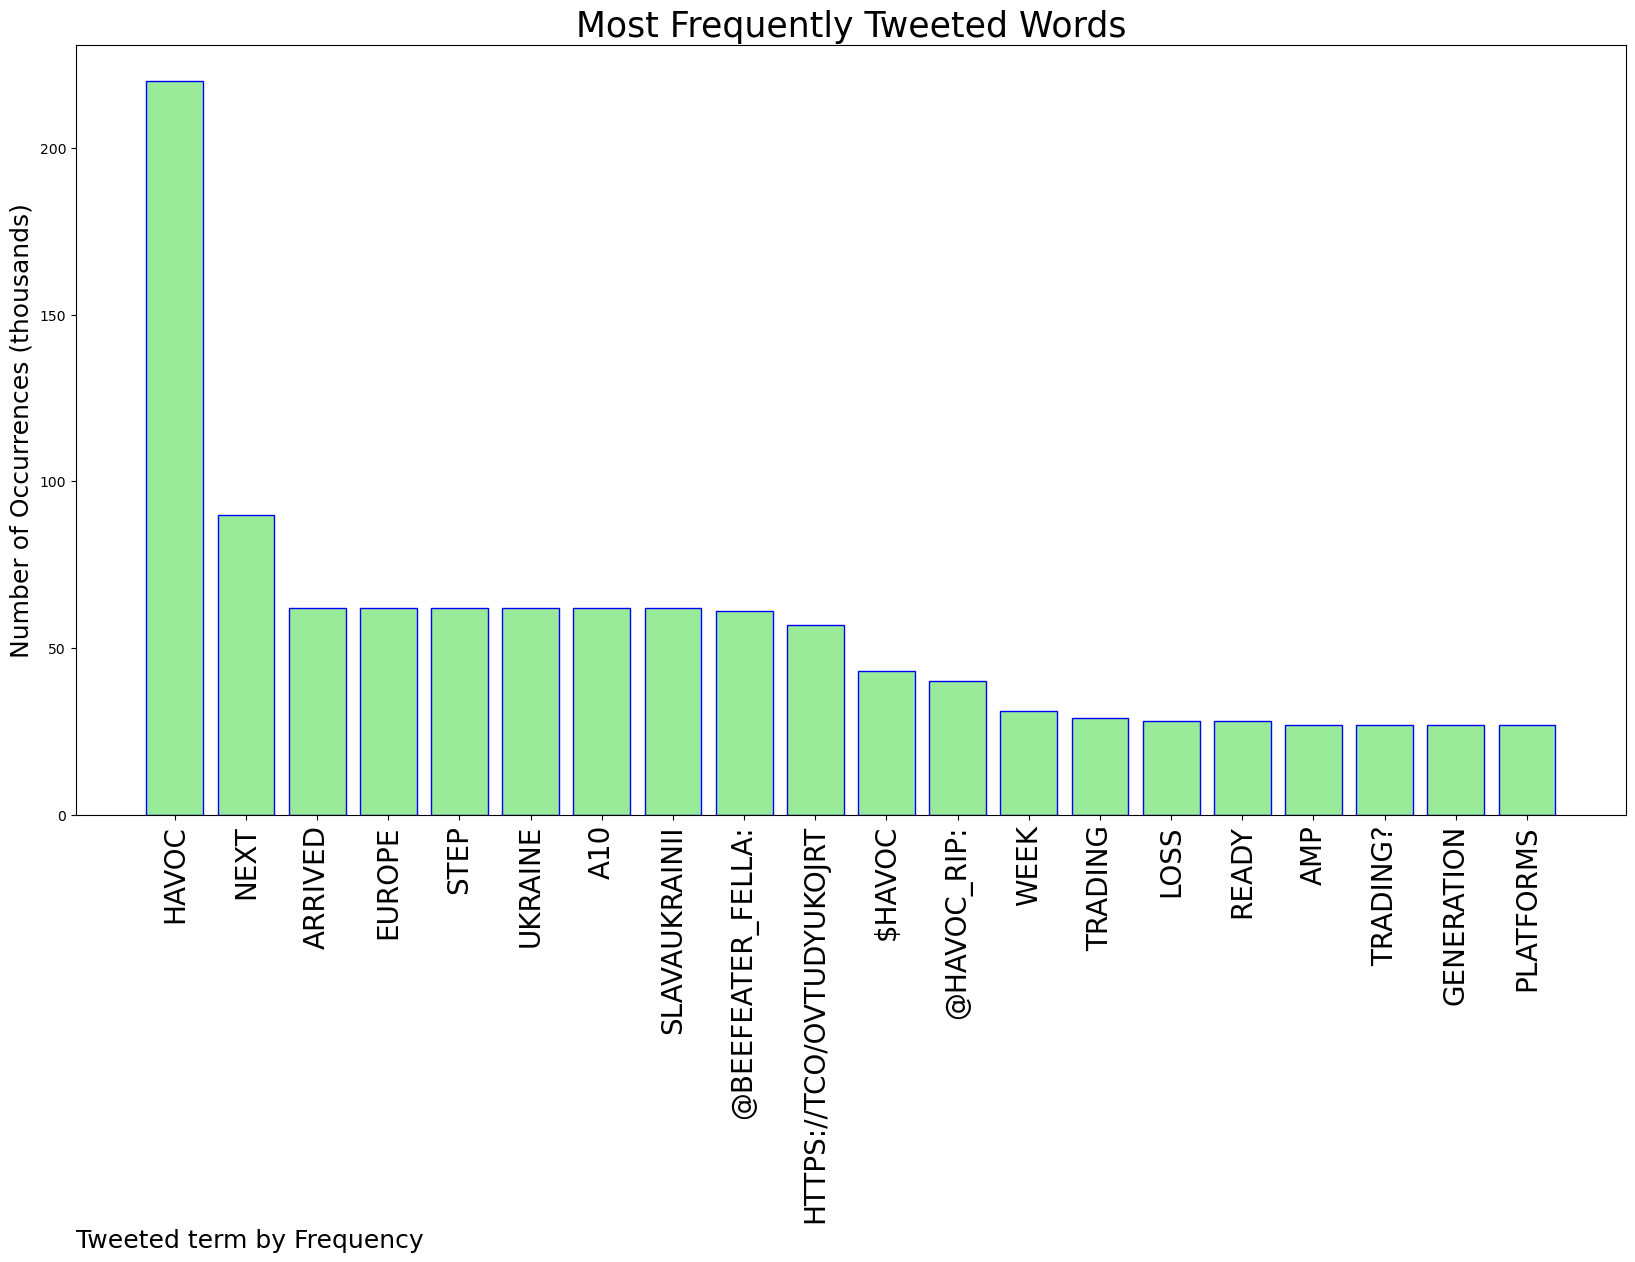 Most Frequently Tweeted Words
Number of Occurrences (thousands)
200
150
100
50
0
HAVOC
NEXT
ARRIVED
EUROPE
STEP
UKRAINE
A10
SLAVAUKRAINII
@BEEFEATER_FELLA:
HTTPS://TCO/OVTUDYUKOJRT
$HAVOC
@HAVOC_RIP:
WEEK
TRADING
LOSS
READY
AMP
TRADING?
GENERATION
PLATFORMS
Tweeted term by Frequency